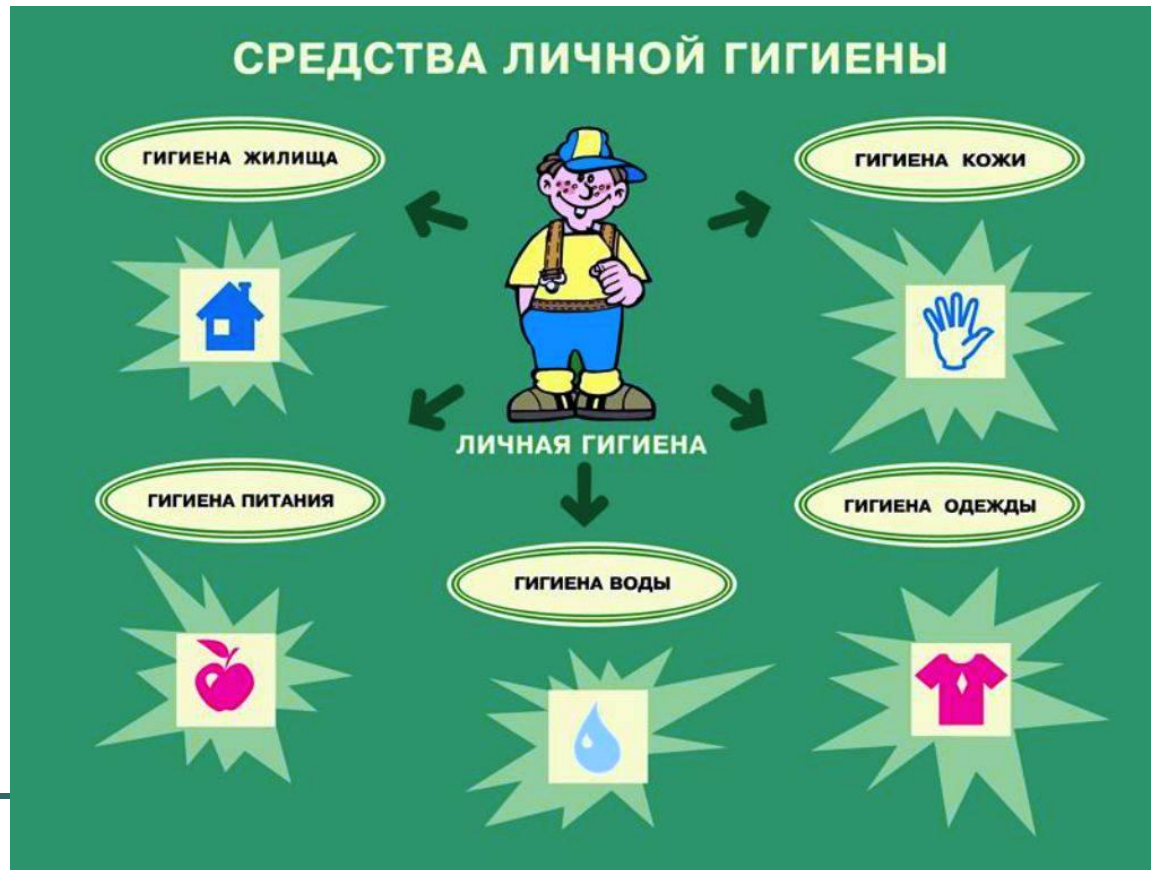 СРЕДСТВА ЛИЧНОЙ ГИГИЕНЫ
ГИГИЕНА ЖИЛИЩА
ГИГИЕНА КОЖИ
ЛИЧНАЯ ГИГИЕНА
ГИГИЕНА ПИТАНИЯ
ГИГИЕНА ОДЕЖДЫ
ГИГИЕНА ВОДЫ